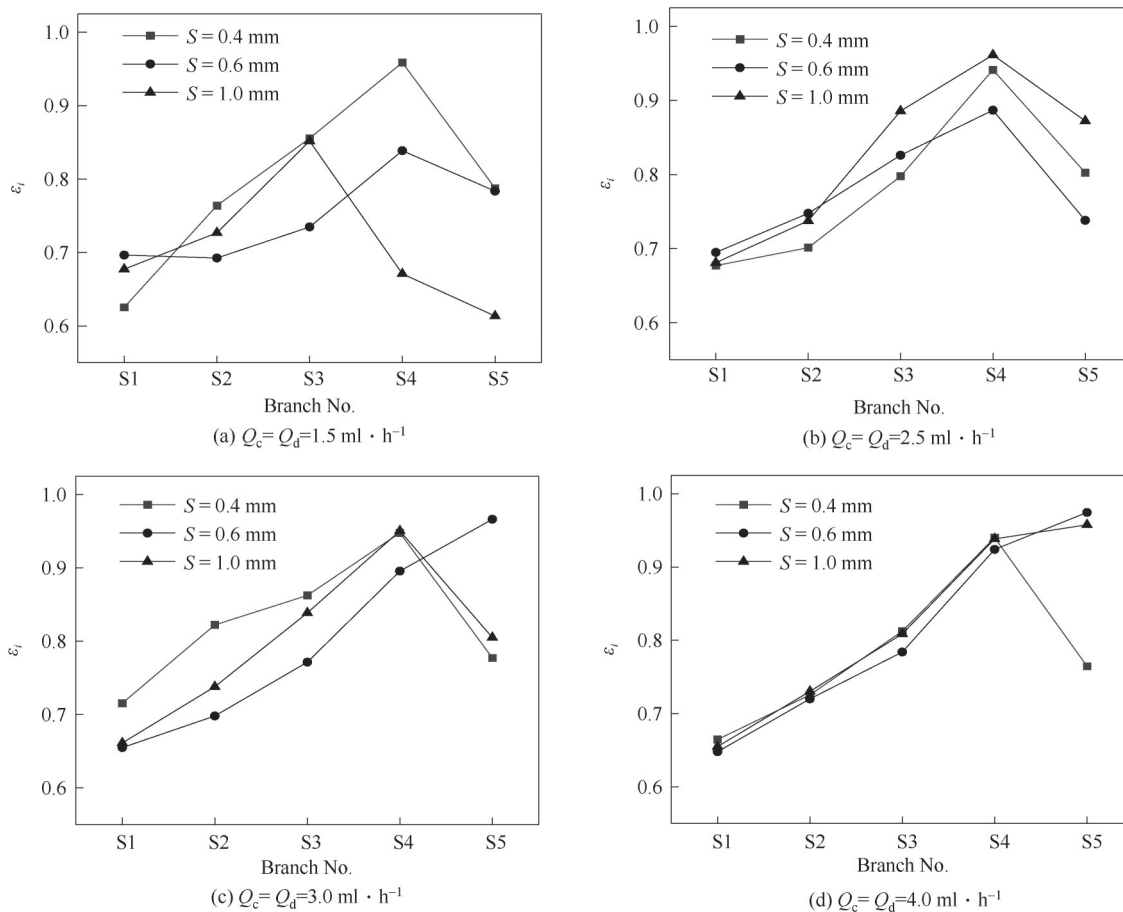 1.0
0.9
0.8
0.7
0.6
εi
S = 0.4 mm
S = 0.6 mm
S = 1.0 mm
S1 S2 S3 S4 S5
Branch No.
(a) Qc= Qd=1.5 ml · h−1
1.0
0.9
0.8
0.7
0.6
εi
S = 0.4 mm
S = 0.6 mm
S = 1.0 mm
S1 S2 S3 S4 S5
Branch No.
(b) Qc= Qd=2.5 ml · h−1
1.0
0.9
0.8
0.7
0.6
εi
S = 0.4 mm
S = 0.6 mm
S = 1.0 mm
S1 S2 S3 S4 S5
Branch No.
(c) Qc= Qd=3.0 ml · h−1
1.0
0.9
0.8
0.7
0.6
εi
S = 0.4 mm
S = 0.6 mm
S = 1.0 mm
S1 S2 S3 S4 S5
Branch No.
(d) Qc= Qd=4.0 ml · h−1